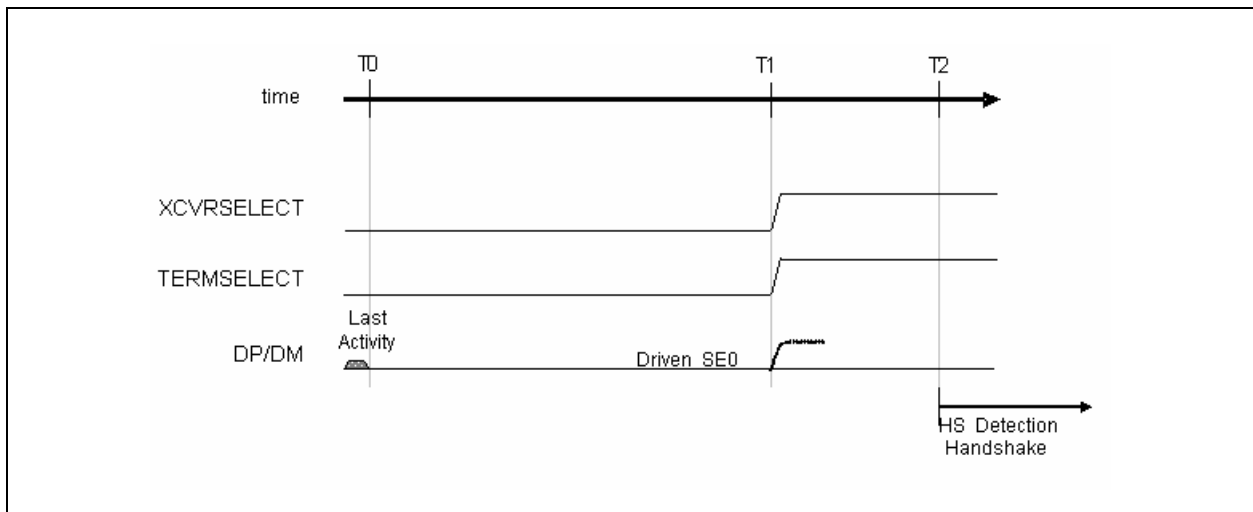 T0 T1 T2
time
XCVRSELECT
TERMSELECT
Last
Activity
DP/DM
Driven SE0
HS Detection
Handshake